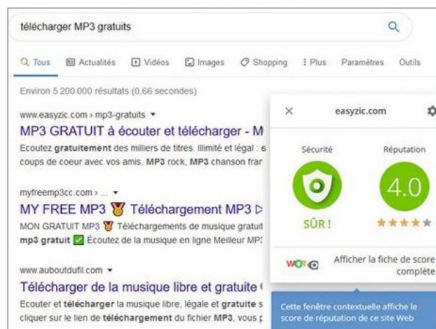 télécharger MP3 gratuits
Tous Actualités Vidéos Images Shopping Plus Paramètres Outils
Environ 5 200 000 résultats (0,66 secondes)
www.easyzic.com › mp3-gratuits
MP3 GRATUIT à écouter et télécharger - M
Ecoutez gratuitement des milliers de titres. Illimité et légal :
coups de coeur avec vos amis. MP3 rock, MP3 chanson fran
myfreemp3cc.com › ...
MY FREE MP3 Téléchargement MP3
MON GRATUIT MP3 Téléchargements de musique gratuit
mp3 gratuit Écoutez de la musique en ligne Meilleur MP3
www.auboutdufil.com
Télécharger de la musique libre et gratuite
Ecouter et télécharger la musique libre, légale et gratuite s
cliquer sur le lien de téléchargement du fichier MP3, vous p
easyzic.com
Sécurité Réputation
4.0
SÛR !
WOT Afficher la fiche de score
complète
Cette fenêtre contextuelle affiche le
score de réputation de ce site Web